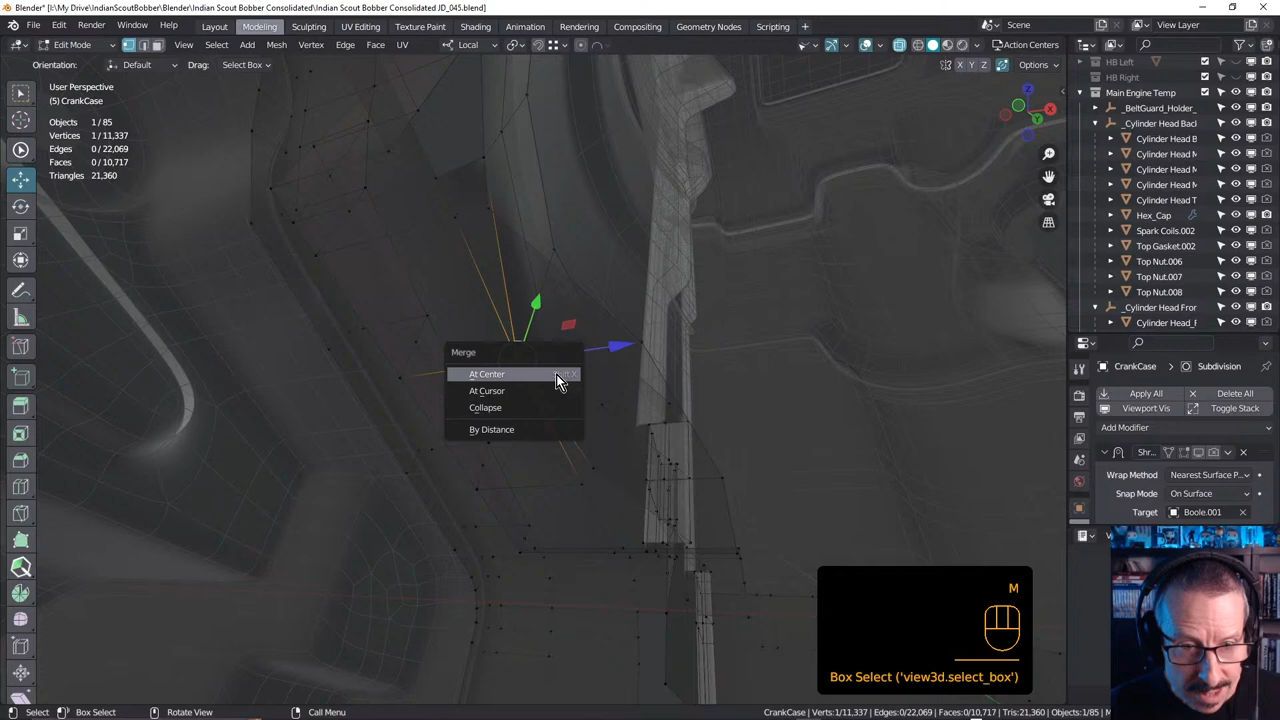 Blender* [I:\My Drive\Blender\IndianScoutBobber\Blender\Indian Scout Bobber Consolidated\Indian Scout Bobber Consolidated JD_045.blend]
File Edit Render Window Help Layout Modeling Sculpting UV Editing Texture Paint Shading Animation Rendering Compositing Geometry Nodes Scripting Scene View Layer
Edit Mode View Select Add Mesh Vertex Edge Face UV Local Action Centers
Orientation: Default Drag: Select Box X Y Z Options
User Perspective
(5) CrankCase
Objects 1/85
Vertices 1/11,337
Edges 0/22,069
Faces 0/10,717
Triangles 21,360
Z
X
Y
HB Left
HB Right
Main Engine Temp
_BeltGuard_Holder_
_Cylinder Head Back
Cylinder Head B
Cylinder Head M
Cylinder Head M
Cylinder Head M
Cylinder Head T
Hex_Cap
Spark Coils.002
Top Gasket.002
Top Nut.006
Top Nut.007
Top Nut.008
_Cylinder Head Fror
Cylinder Head_F
CrankCase > Subdivision
Apply All Delete All
Viewport Vis Toggle Stack
Add Modifier
Shr...
Wrap Method Nearest Surface P...
Snap Mode On Surface
Target Boole.001
Merge
At Center
At Cursor
Collapse
By Distance
M
Box Select ('view3d.select_box')
Select Box Select Rotate View Call Menu CrankCase | Verts:1/11,337 | Edges:0/22,069 | Faces:0/10,717 | Tris:21,360 | Objects:1/85 | M